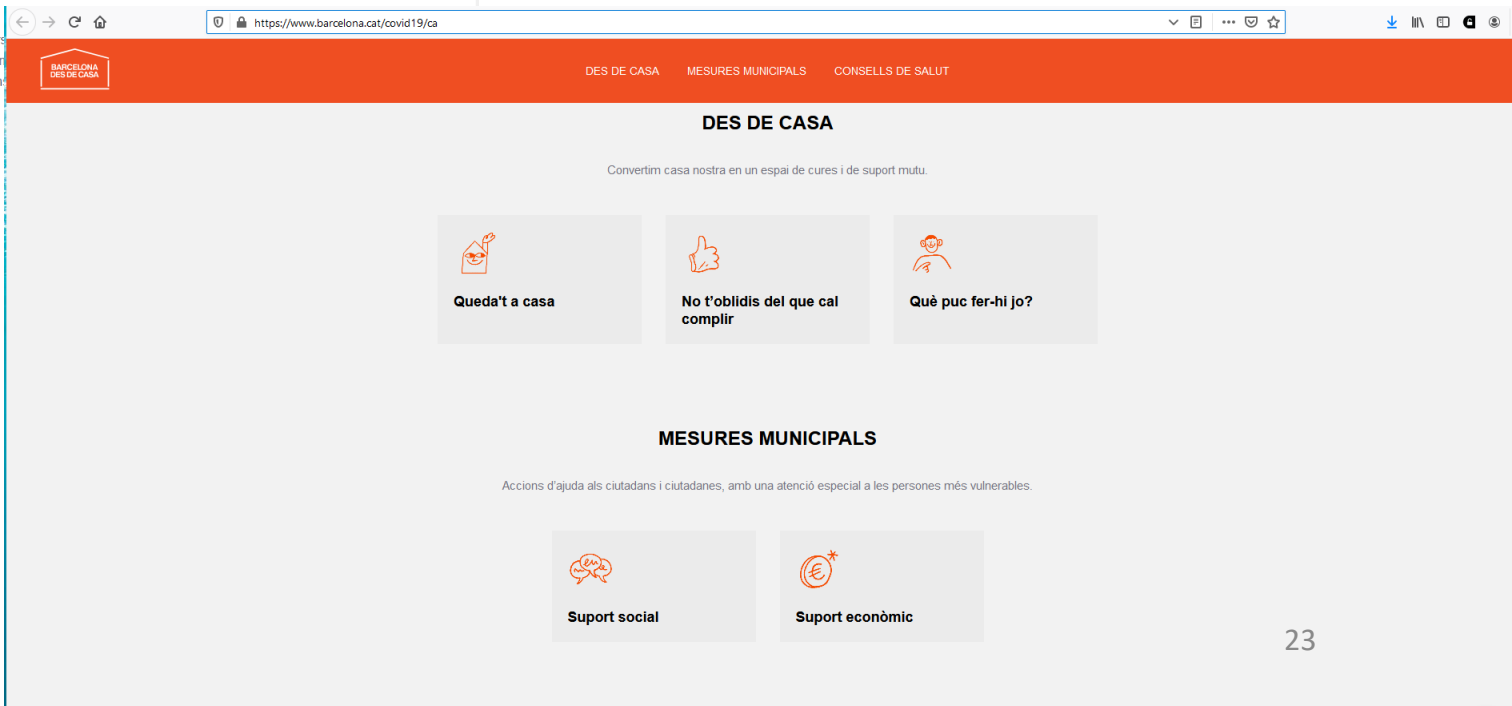 https://www.barcelona.cat/covid19/ca
BARCELONA
DES DE CASA
DES DE CASA MESURES MUNICIPALS CONSELLS DE SALUT
DES DE CASA
Convertim casa nostra en un espai de cures i de suport mutu.
Queda't a casa
No t’oblidis del que cal
complir
Què puc fer-hi jo?
MESURES MUNICIPALS
Accions d'ajuda als ciutadans i ciutadanes, amb una atenció especial a les persones més vulnerables.
Suport social
Suport econòmic
23